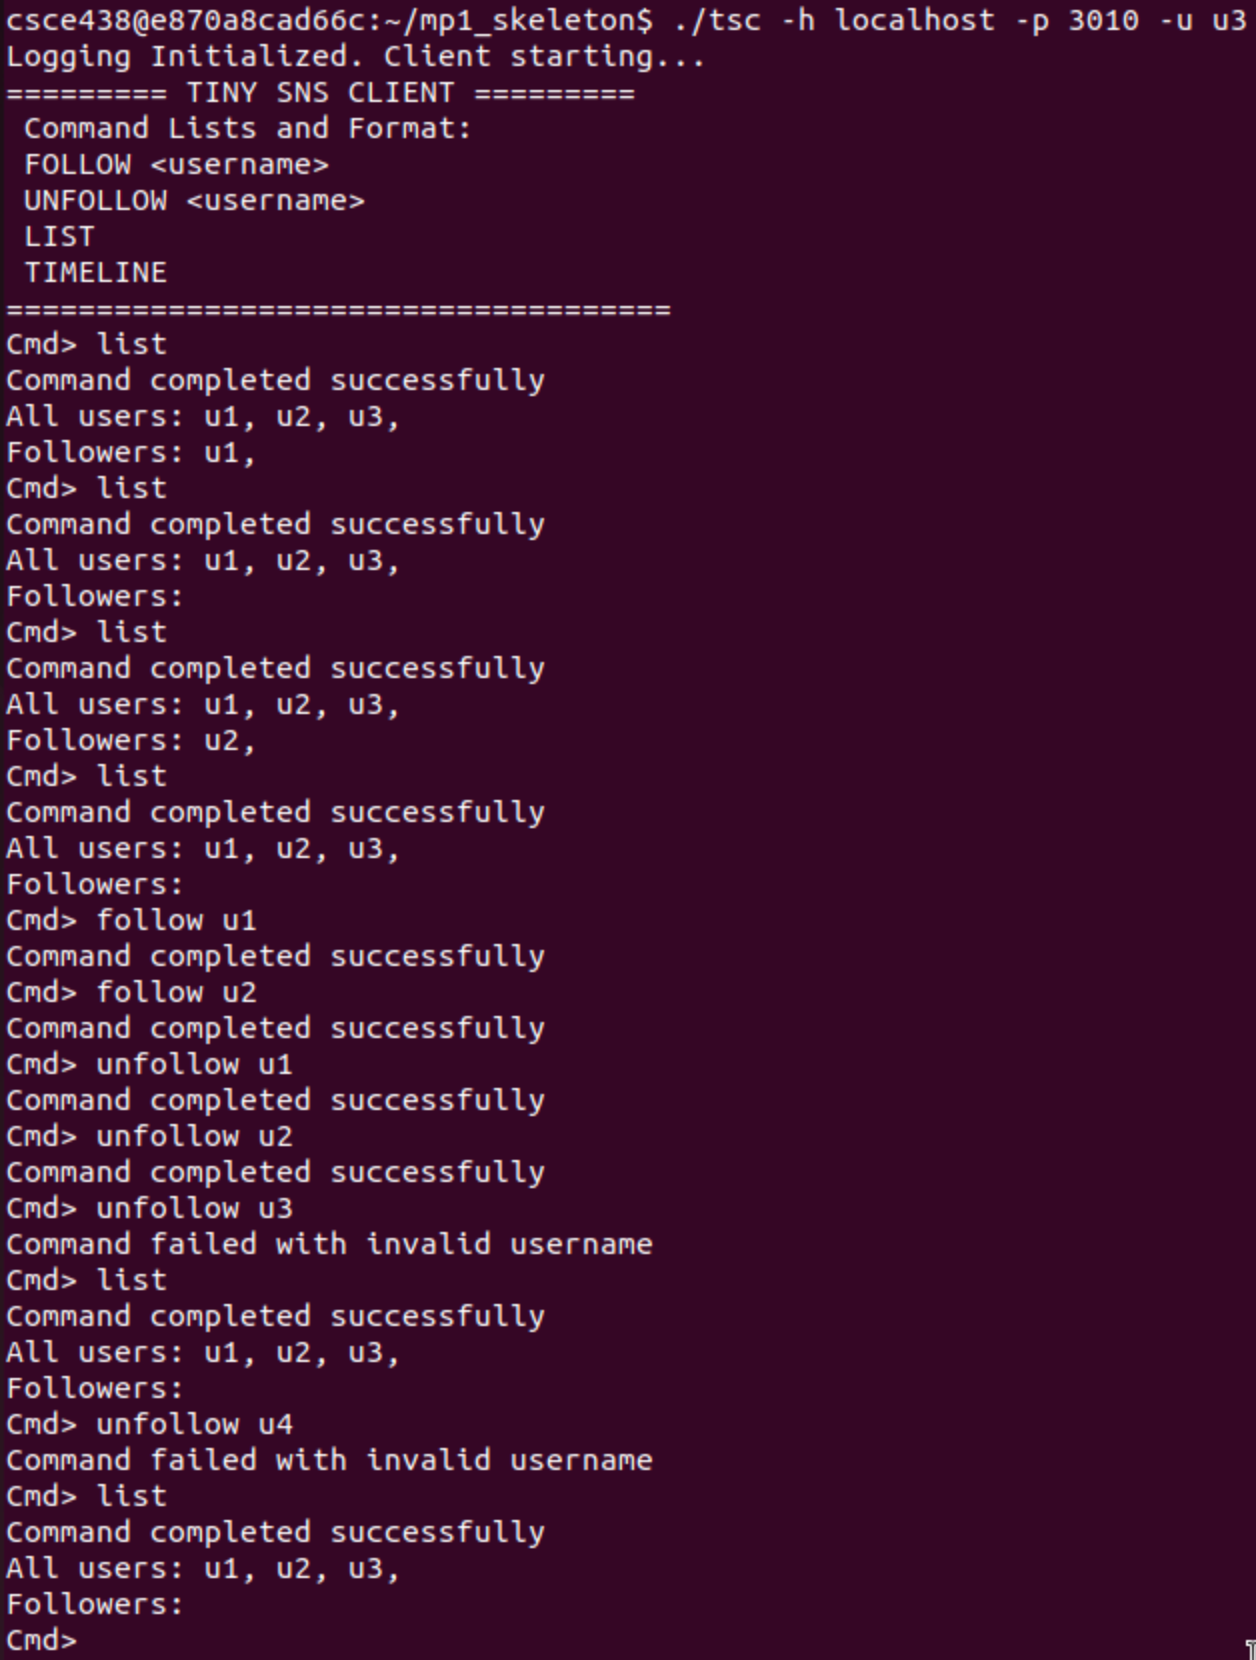 csce438@e870a8cad66c:~/mp1_skeleton$ ./tsc -h localhost -p 3010 -u u3
Logging Initialized. Client starting...
========= TINY SNS CLIENT =========
 Command Lists and Format:
 FOLLOW <username>
 UNFOLLOW <username>
 LIST
 TIMELINE
=====================================
Cmd> list
Command completed successfully
All users: u1, u2, u3,
Followers: u1,
Cmd> list
Command completed successfully
All users: u1, u2, u3,
Followers:
Cmd> list
Command completed successfully
All users: u1, u2, u3,
Followers: u2,
Cmd> list
Command completed successfully
All users: u1, u2, u3,
Followers:
Cmd> follow u1
Command completed successfully
Cmd> follow u2
Command completed successfully
Cmd> unfollow u1
Command completed successfully
Cmd> unfollow u2
Command completed successfully
Cmd> unfollow u3
Command failed with invalid username
Cmd> list
Command completed successfully
All users: u1, u2, u3,
Followers:
Cmd> unfollow u4
Command failed with invalid username
Cmd> list
Command completed successfully
All users: u1, u2, u3,
Followers:
Cmd>